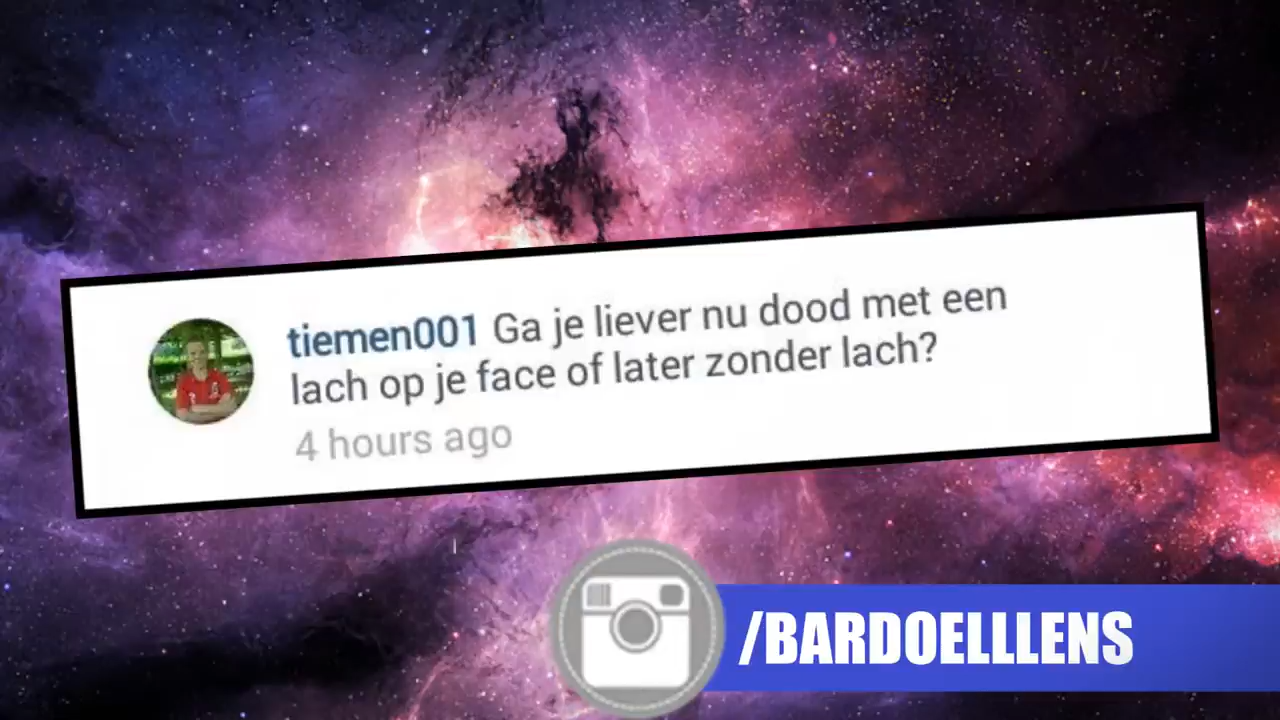 tiemen001 Ga je liever nu dood met een
lach op je face of later zonder lach?
4 hours ago
/BARDOELLLENS